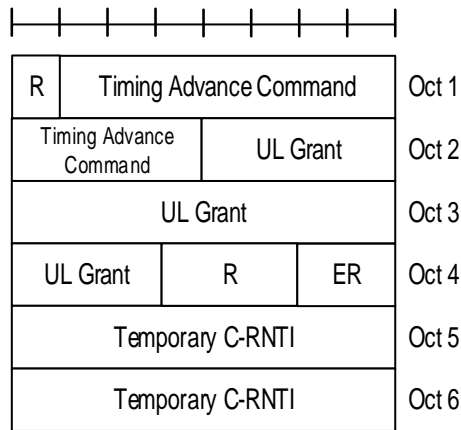 R Timing Advance Command Oct 1
Timing Advance
Command UL Grant Oct 2
UL Grant Oct 3
UL Grant R ER Oct 4
Temporary C-RNTI Oct 5
Temporary C-RNTI Oct 6